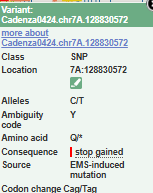 Variant:
Cadenza0424.chr7A.128830572
more about
Cadenza0424.chr7A.128830572
Class SNP
Location 7A:128830572
Alleles C/T
Ambiguity Y
code
Amino acid Q/*
Consequence stop gained
Source EMS-induced
mutation
Codon change Cag/Tag